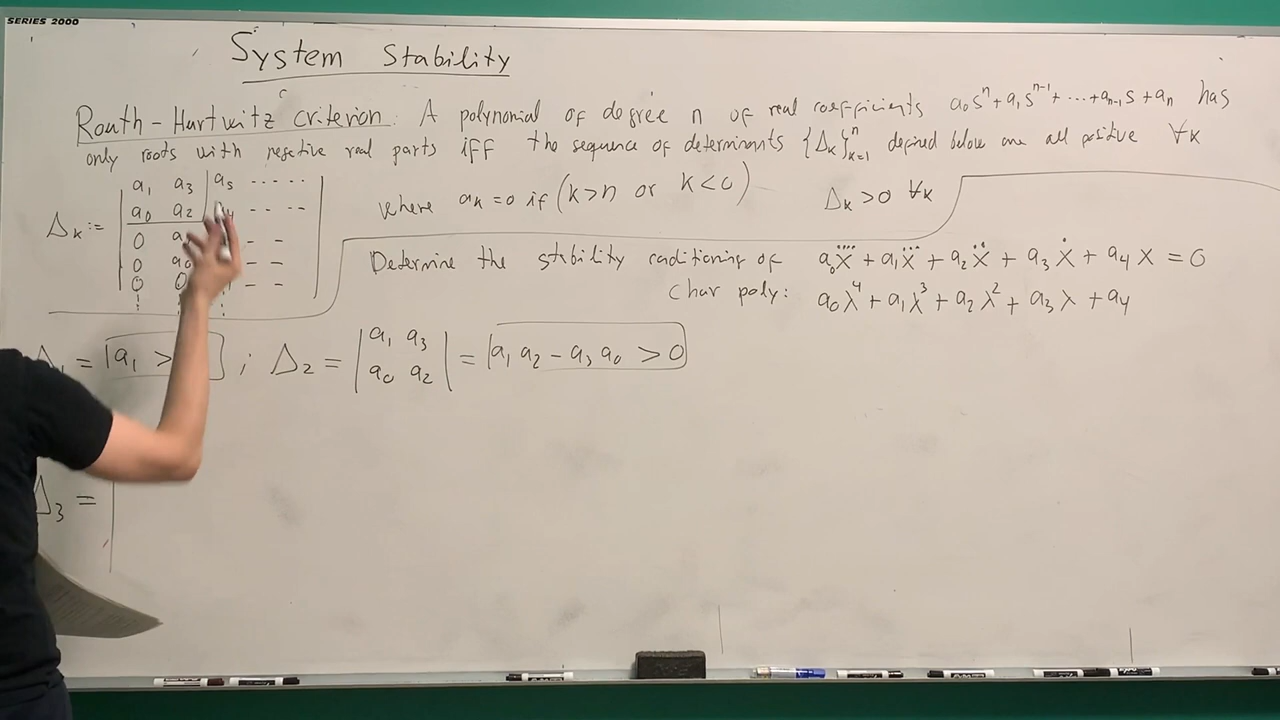 SERIES 2000
System Stability
Routh-Hurtwitz criterion: A polynomial of degree n of real coefficients a₀sⁿ+a₁sⁿ⁻¹+⋯+aₙ₋₁s+aₙ has
only roots with negative real parts iff the sequence of determinants {Δₖ}ⁿₖ₌₁ defined below are all positive ∀k
Δₖ := | a₁ a₃ a₅ ..... where aₖ=0 if (k>n or k<0) Δₖ>0 ∀k
a₀ a₂ -- --
0 - -
0 a₀ - -
0 0 - -
Determine the stability conditioning of a₀ẍ̈ + a₁x⃛ + a₂ẍ + a₃ẋ + a₄x = 0
Char poly: a₀λ⁴ + a₁λ³ + a₂λ² + a₃λ + a₄
= a₁ > ; Δ₂ = | a₁ a₃ | = a₁a₂ - a₃a₀ > 0
a₀ a₂
Δ₃ = |